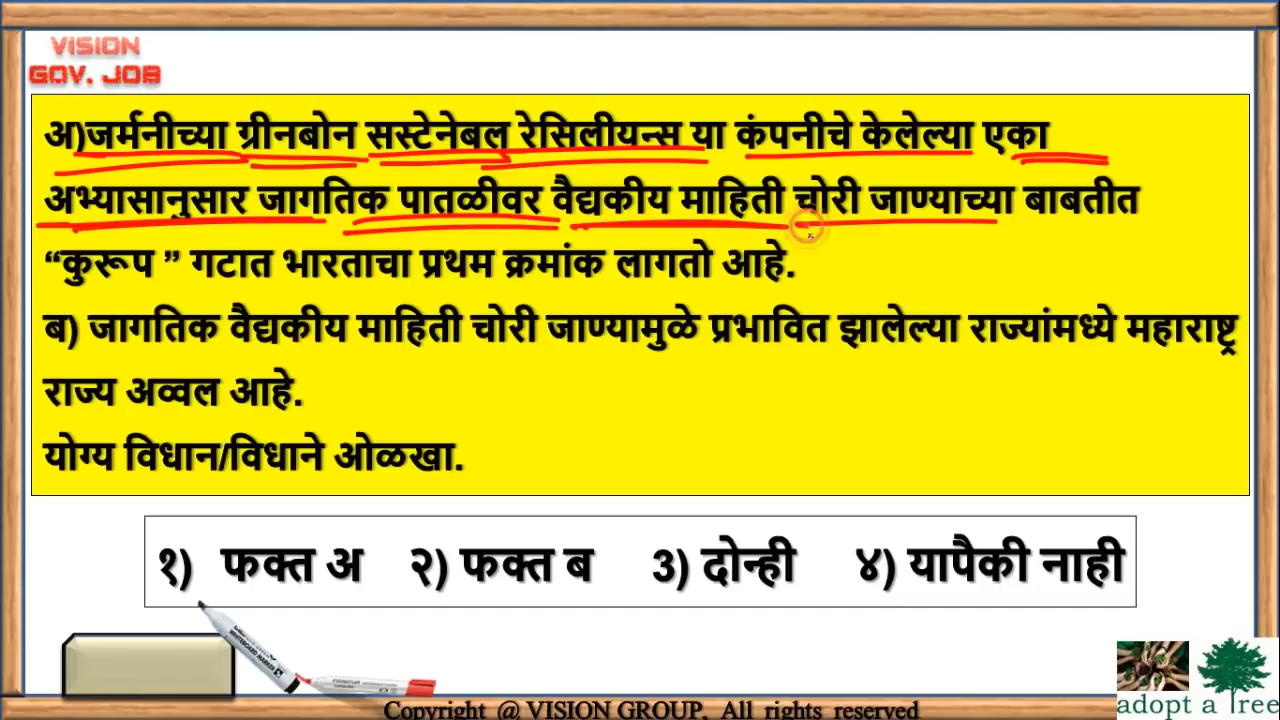 VISION
GOV. JOB
अ)जर्मनीच्या ग्रीनबोन सस्टेनेबल रेसिलीयन्स या कंपनीचे केलेल्या एका
अभ्यासानुसार जागतिक पातळीवर वैद्यकीय माहिती चोरी जाण्याच्या बाबतीत
“कुरूप ” गटात भारताचा प्रथम क्रमांक लागतो आहे.
ब) जागतिक वैद्यकीय माहिती चोरी जाण्यामुळे प्रभावित झालेल्या राज्यांमध्ये महाराष्ट्र
राज्य अव्वल आहे.
योग्य विधान/विधाने ओळखा.
१) फक्त अ २) फक्त ब 3) दोन्ही ४) यापैकी नाही
adopt a Tree
Copyright @ VISION GROUP. All rights reserved